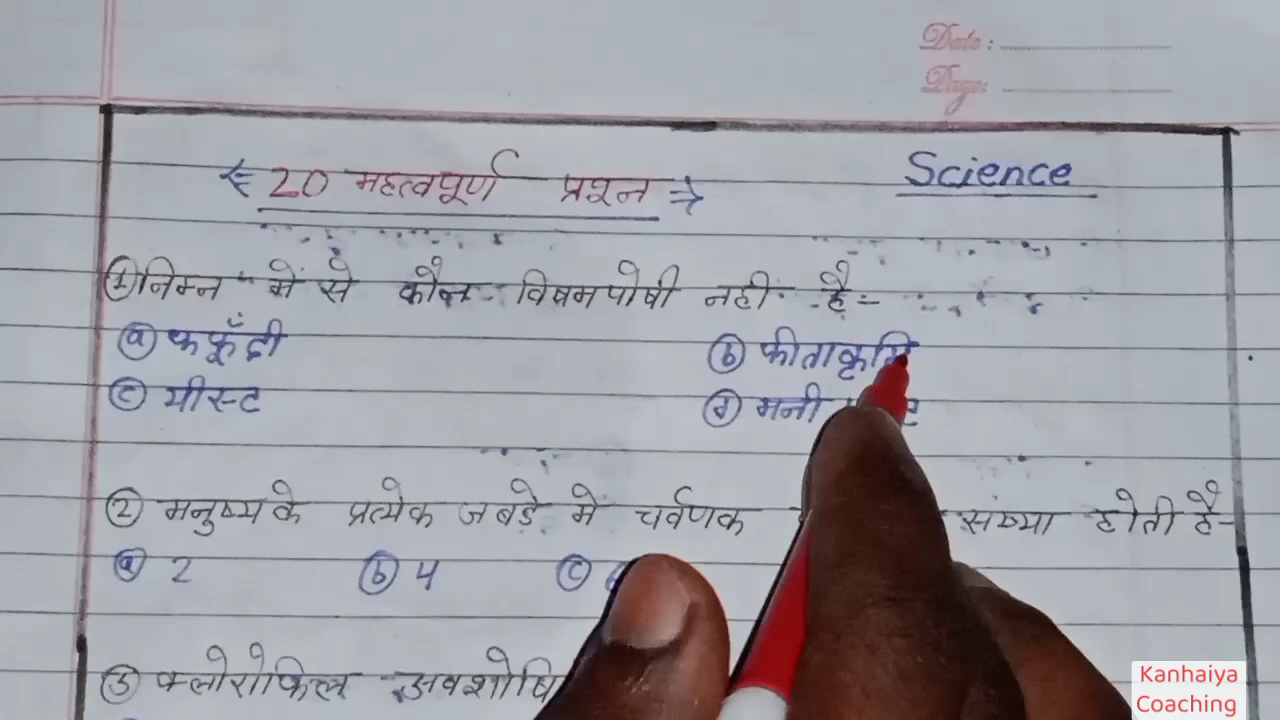 Date:
Page:
20 महत्वपूर्ण प्रश्न
Science
① निम्न में से कौन विषमपोषी नहीं है-
ⓐ फफूँदी ⓑ फीताकृमि
ⓒ यीस्ट ⓓ मनी
② मनुष्य के प्रत्येक जबड़े में चर्वणक संख्या होती है-
ⓐ 2 ⓑ 4 ⓒ
③ क्लोरोफिल अवशोषि
Kanhaiya
Coaching